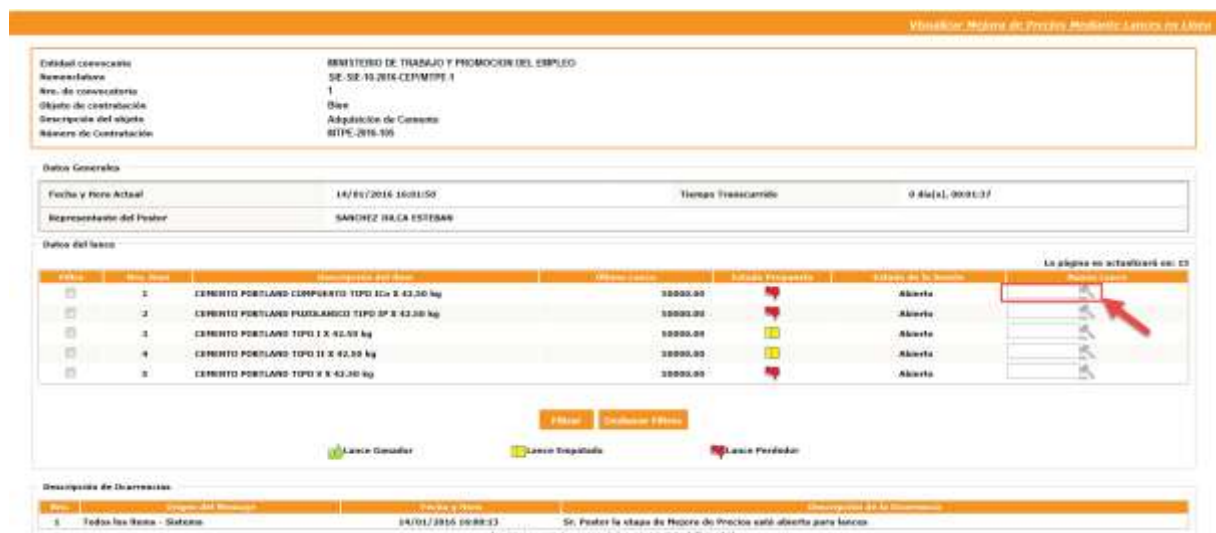 Visualizar Mejora de Precios Mediante Lances en Línea
Entidad convocante MINISTERIO DE TRABAJO Y PROMOCION DEL EMPLEO
Nomenclatura SIE-SIE-10-2016-CEP/MTPE-1
Nro. de convocatoria 1
Objeto de contratación Bien
Descripción del objeto Adquisición de Cemento
Número de Contratación MTPE-2016-105
Datos Generales
Fecha y Hora Actual 14/01/2016 16:01:50 Tiempo Transcurrido 0 día(s), 00:01:37
Representante del Postor SANCHEZ ESTEBAN
Datos del lance
La página se actualizará en: 13
Filtro Nro. Item Descripción del Item Último Lance Estado Propuesta Estado de la Sesión Nuevo Lance
1 CEMENTO PORTLAND COMPUESTO TIPO ICo X 42.50 kg 50000.00 Abierto
2 CEMENTO PORTLAND PUZOLANICO TIPO IP X 42.50 kg 50000.00 Abierto
3 CEMENTO PORTLAND TIPO I X 42.50 kg 50000.00 Abierto
4 CEMENTO PORTLAND TIPO II X 42.50 kg 50000.00 Abierto
5 CEMENTO PORTLAND TIPO V X 42.50 kg 50000.00 Abierto
Filtrar Deshacer Filtros
Lance Ganador Lance Empatado Lance Perdedor
Descripción de Ocurrencias
Nro. Origen del Mensaje Fecha y Hora Descripción de la Ocurrencia
1 Todos los Items - Sistema 14/01/2016 16:00:13 Sr. Postor la etapa de Mejora de Precios está abierta para lances